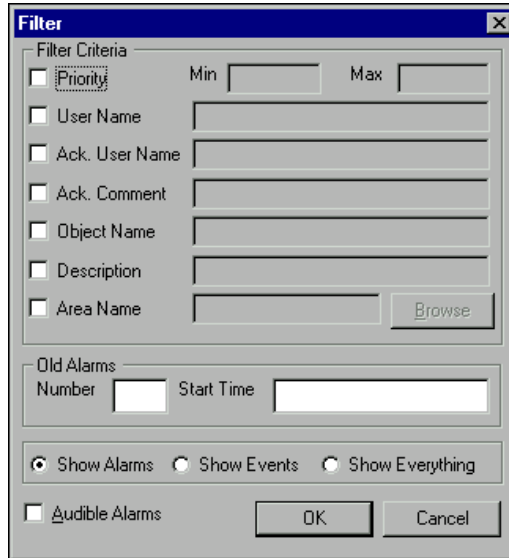 Filter
Filter Criteria
Priority Min Max
User Name
Ack. User Name
Ack. Comment
Object Name
Description
Area Name Browse
Old Alarms
Number Start Time
Show Alarms Show Events Show Everything
Audible Alarms OK Cancel